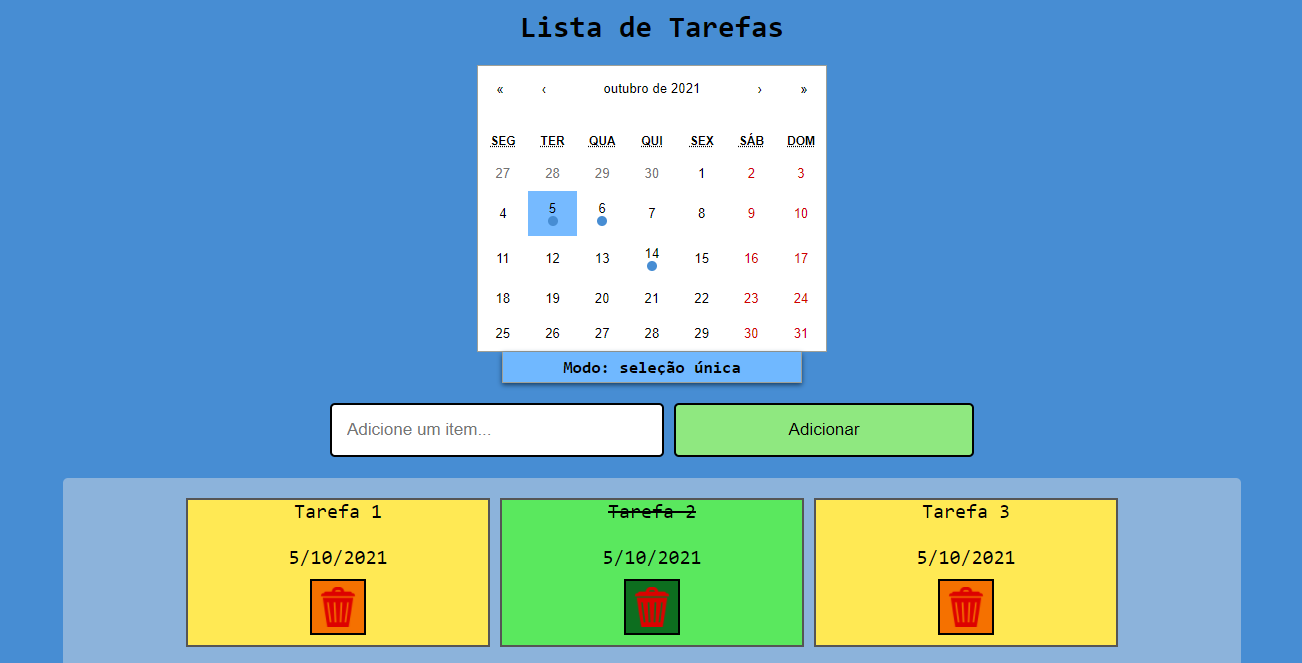 Lista de Tarefas
« ‹ outubro de 2021 › »
SEG TER QUA QUI SEX SÁB DOM
27 28 29 30 1 2 3
4 5 6 7 8 9 10
11 12 13 14 15 16 17
18 19 20 21 22 23 24
25 26 27 28 29 30 31
Modo: seleção única
Adicione um item... Adicionar
Tarefa 1 Tarefa 2 Tarefa 3
5/10/2021 5/10/2021 5/10/2021